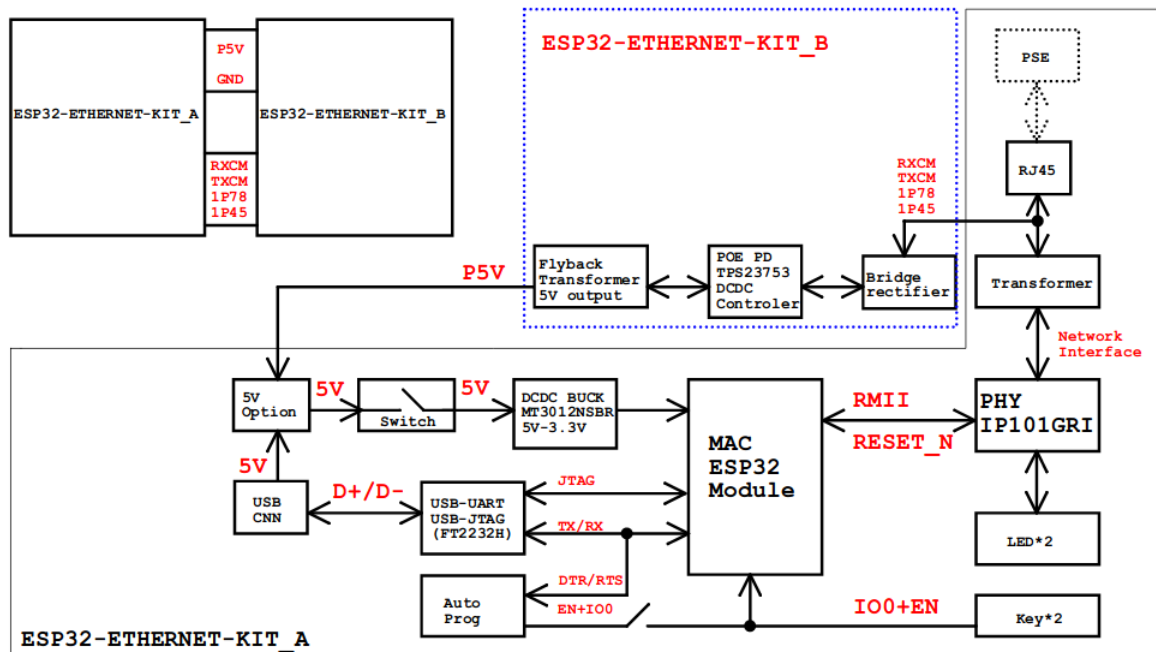 P5V
GND
ESP32-ETHERNET-KIT_A
ESP32-ETHERNET-KIT_B
RXCM
TXCM
1P78
1P45
ESP32-ETHERNET-KIT_B
PSE
RJ45
RXCM
TXCM
1P78
1P45
P5V
Flyback
Transformer
5V output
POE PD
TPS23753
DCDC
Controler
Bridge
rectifier
Transformer
Network
Interface
5V
Option
5V
Switch
5V
DCDC BUCK
MT3012NSBR
5V-3.3V
MAC
ESP32
Module
RMII
RESET_N
PHY
IP101GRI
5V
USB
CNN
D+/D-
USB-UART
USB-JTAG
(FT2232H)
JTAG
TX/RX
LED*2
Auto
Prog
DTR/RTS
EN+IO0
IO0+EN
Key*2
ESP32-ETHERNET-KIT_A